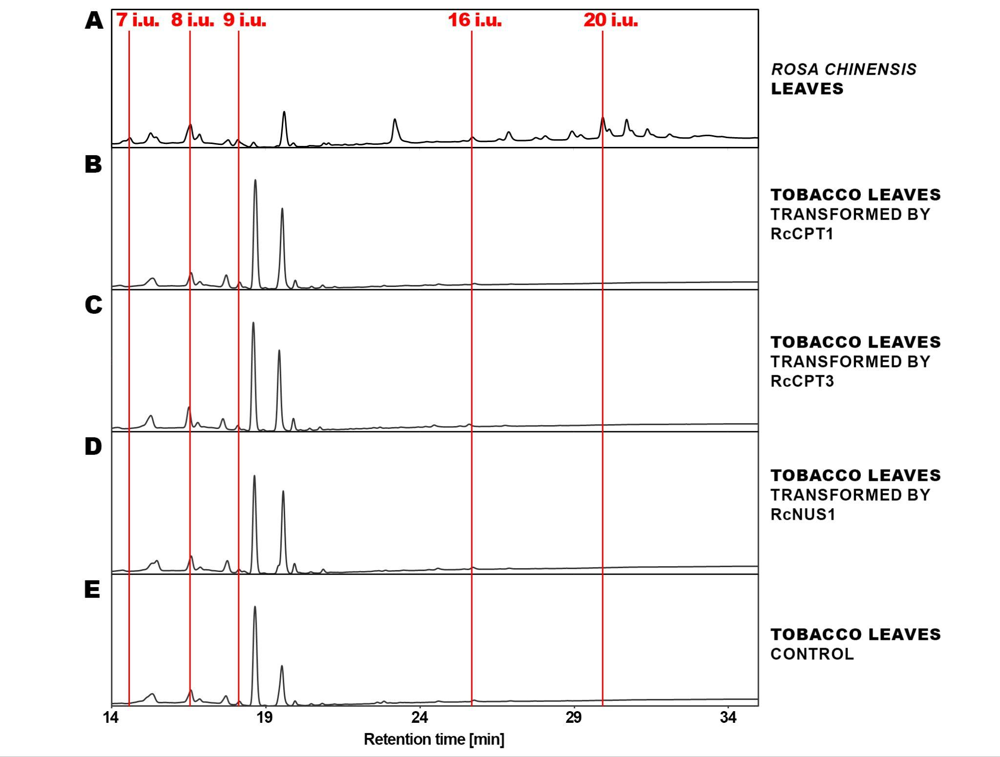 A
7 i.u. 8 i.u. 9 i.u. 16 i.u. 20 i.u.
ROSA CHINENSIS
LEAVES
B
TOBACCO LEAVES
TRANSFORMED BY
RcCPT1
C
TOBACCO LEAVES
TRANSFORMED BY
RcCPT3
D
TOBACCO LEAVES
TRANSFORMED BY
RcNUS1
E
TOBACCO LEAVES
CONTROL
14 19 24 29 34
Retention time [min]